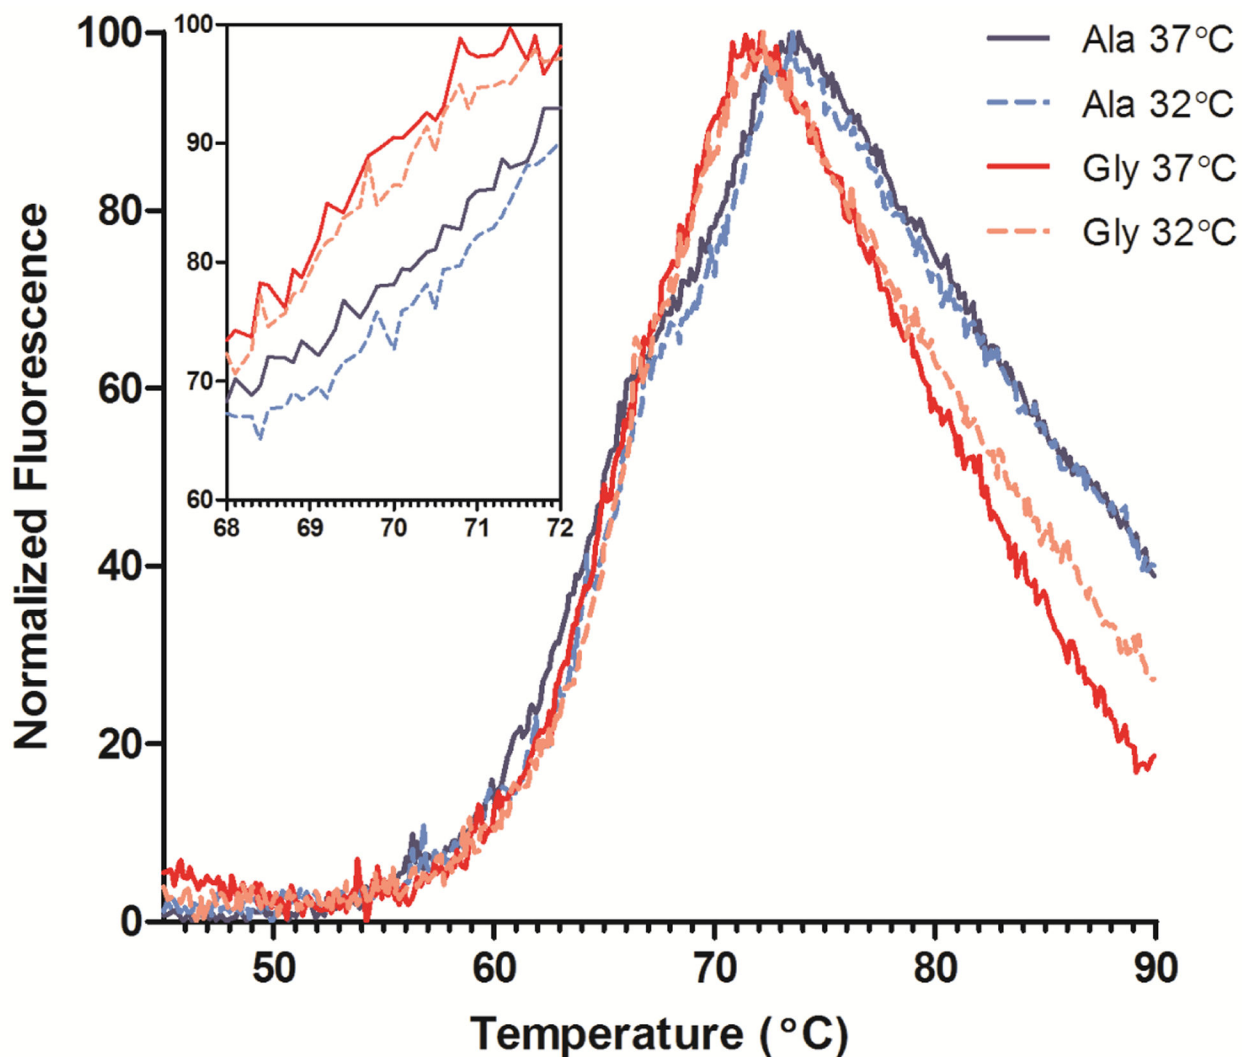 100
80
60
40
20
0
Normalized Fluorescence
100
90
80
70
60
68 69 70 71 72
Ala 37°C
Ala 32°C
Gly 37°C
Gly 32°C
50 60 70 80 90
Temperature (°C)